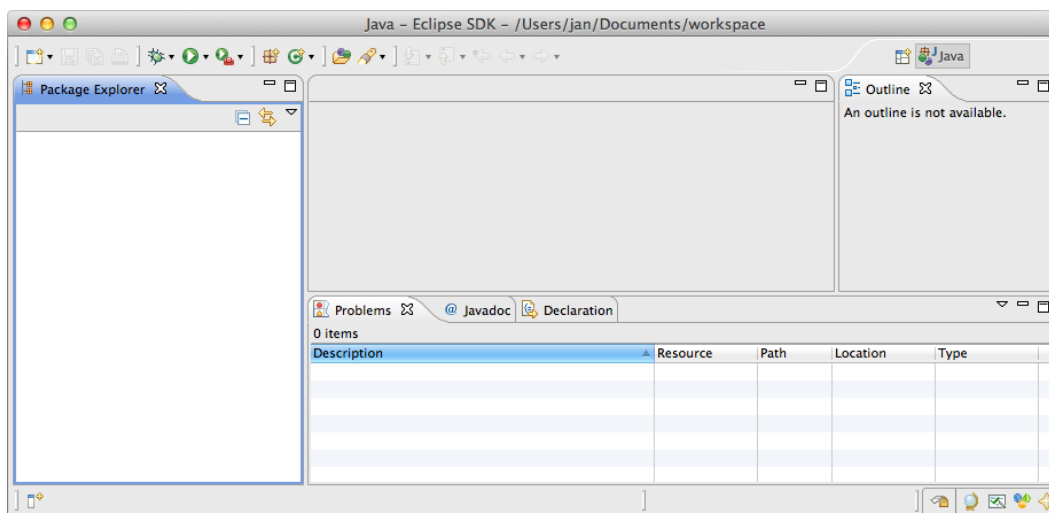 Java – Eclipse SDK – /Users/jan/Documents/workspace
Java
Package Explorer
Outline
An outline is not available.
Problems
@ Javadoc
Declaration
0 items
Description Resource Path Location Type